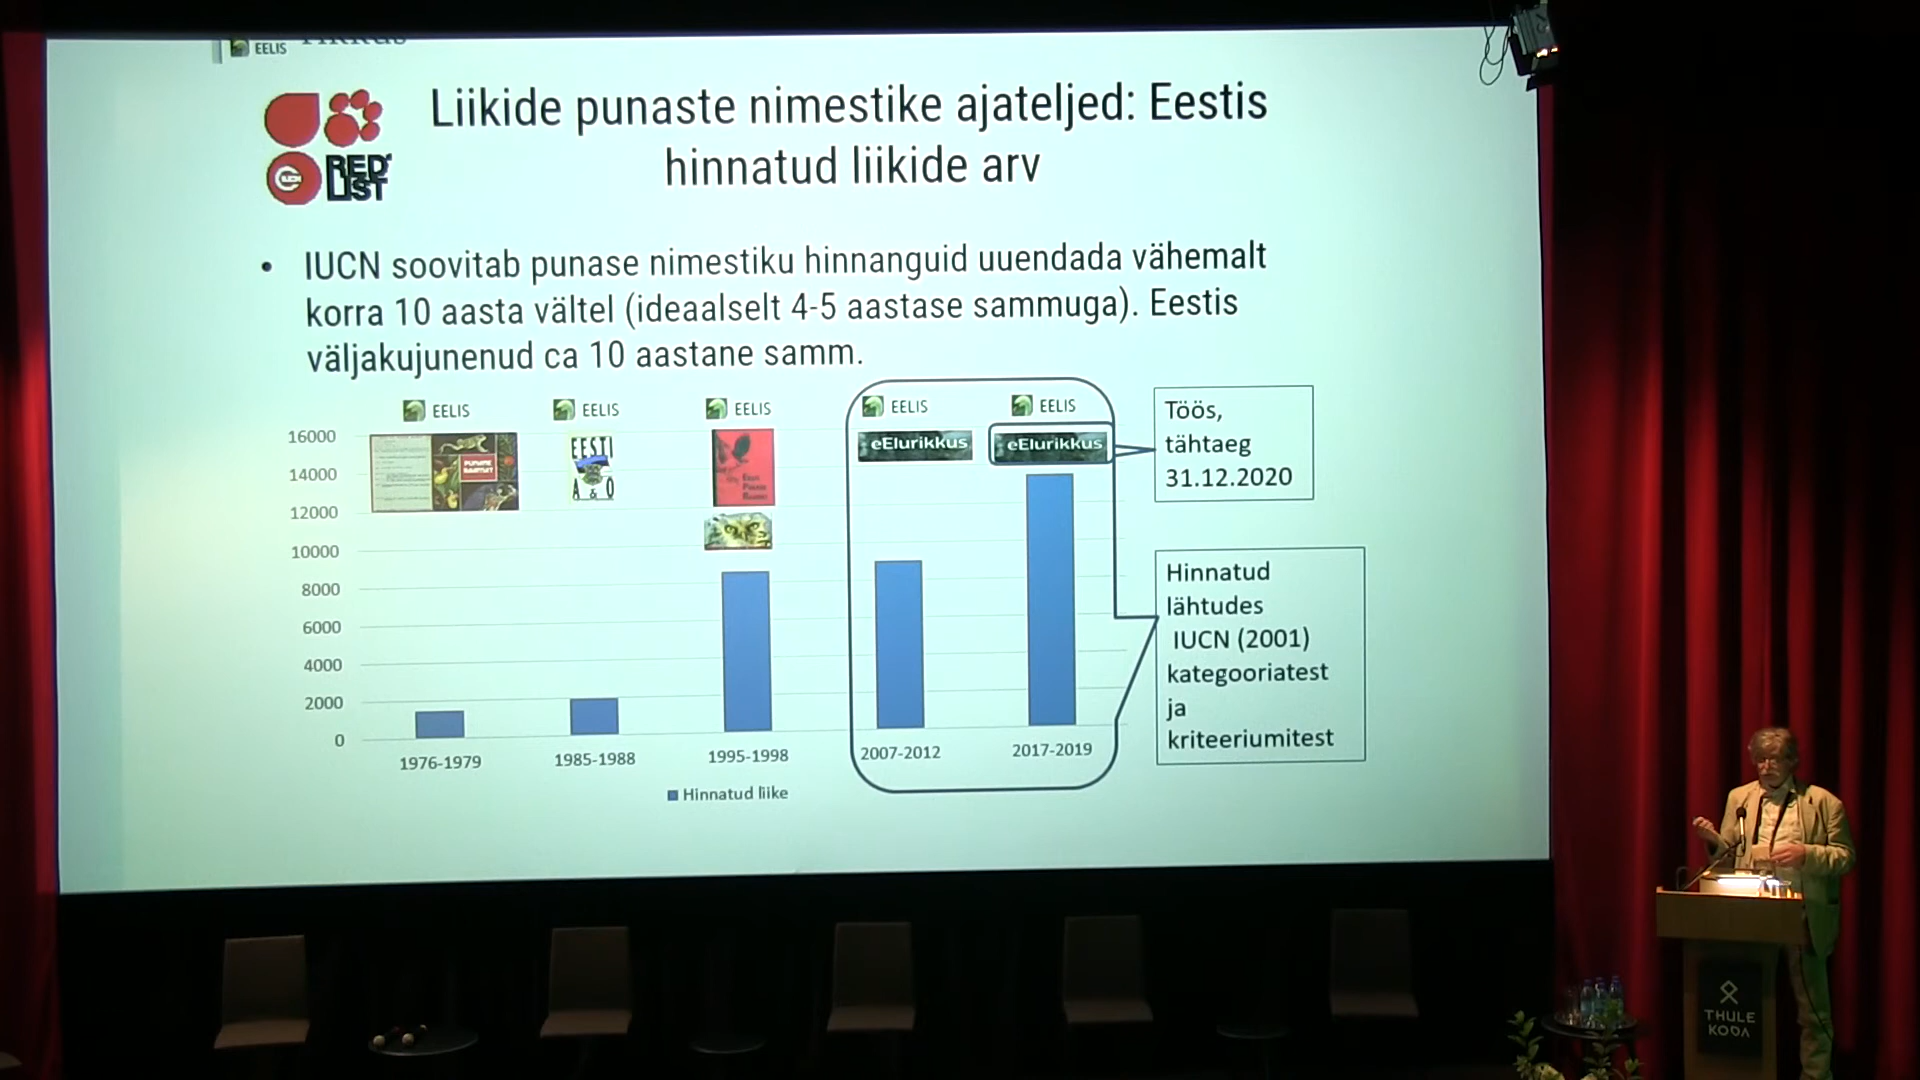 EELIS
Liikide punaste nimestike ajateljed: Eestis
hinnatud liikide arv
RED
LIST
IUCN
• IUCN soovitab punase nimestiku hinnanguid uuendada vähemalt
korra 10 aasta vältel (ideaalselt 4-5 aastase sammuga). Eestis
väljakujunenud ca 10 aastane samm.
EELIS EELIS EELIS EELIS EELIS
EESTI
A & O
eElurikkus eElurikkus
Töös,
tähtaeg
31.12.2020
16000
14000
12000
10000
8000
6000
4000
2000
0
1976-1979 1985-1988 1995-1998 2007-2012 2017-2019
Hinnatud liike
Hinnatud
lähtudes
IUCN (2001)
kategooriatest
ja
kriteeriumitest
THULE
KODA